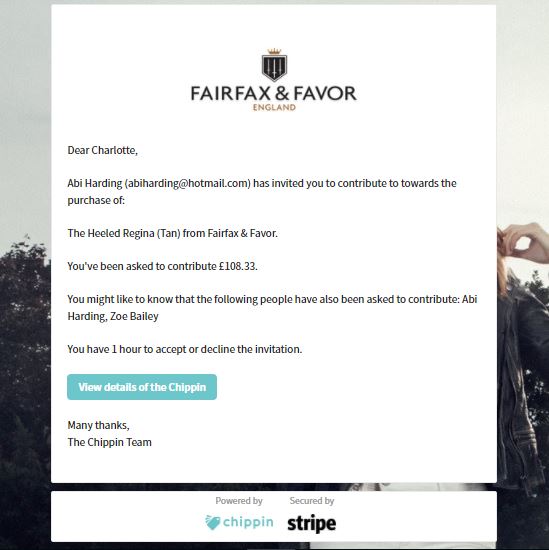 FAIRFAX & FAVOR
ENGLAND
Dear Charlotte,
Abi Harding (abiharding@hotmail.com) has invited you to contribute to towards the
purchase of:
The Heeled Regina (Tan) from Fairfax & Favor.
You've been asked to contribute £108.33.
You might like to know that the following people have also been asked to contribute: Abi
Harding, Zoe Bailey
You have 1 hour to accept or decline the invitation.
View details of the Chippin
Many thanks,
The Chippin Team
Powered by Secured by
chippin stripe